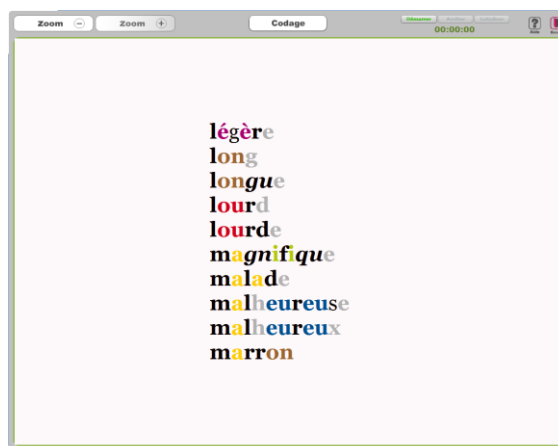 Zoom − Zoom + Codage 00:00:00
légère
long
longue
lourd
lourde
magnifique
malade
malheureuse
malheureux
marron